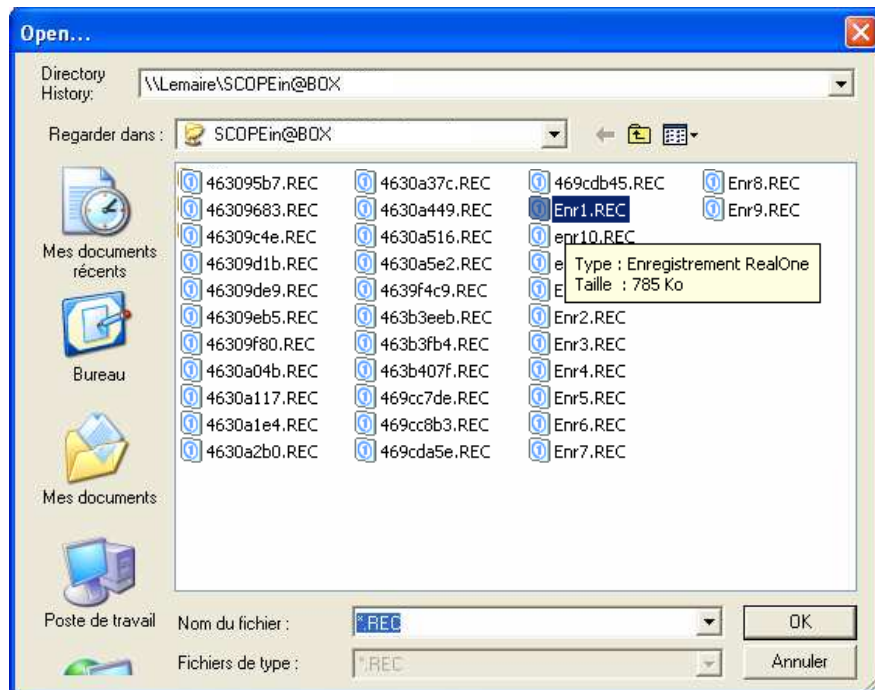 Open...
Directory History:
\\Lemaire\SCOPEin@BOX
Regarder dans :
SCOPEin@BOX
Mes documents récents
Bureau
Mes documents
Poste de travail
463095b7.REC
46309683.REC
46309c4e.REC
46309d1b.REC
46309de9.REC
46309eb5.REC
46309f80.REC
4630a04b.REC
4630a117.REC
4630a1e4.REC
4630a2b0.REC
4630a37c.REC
4630a449.REC
4630a516.REC
4630a5e2.REC
4639f4c9.REC
463b3eeb.REC
463b3fb4.REC
463b407f.REC
469cc7de.REC
469cc8b3.REC
469cda5e.REC
469cdb45.REC
Enr1.REC
enr10.REC
Type : Enregistrement RealOne
Taille : 785 Ko
Enr2.REC
Enr3.REC
Enr4.REC
Enr5.REC
Enr6.REC
Enr7.REC
Enr8.REC
Enr9.REC
Nom du fichier :
*.REC
OK
Fichiers de type :
*.REC
Annuler